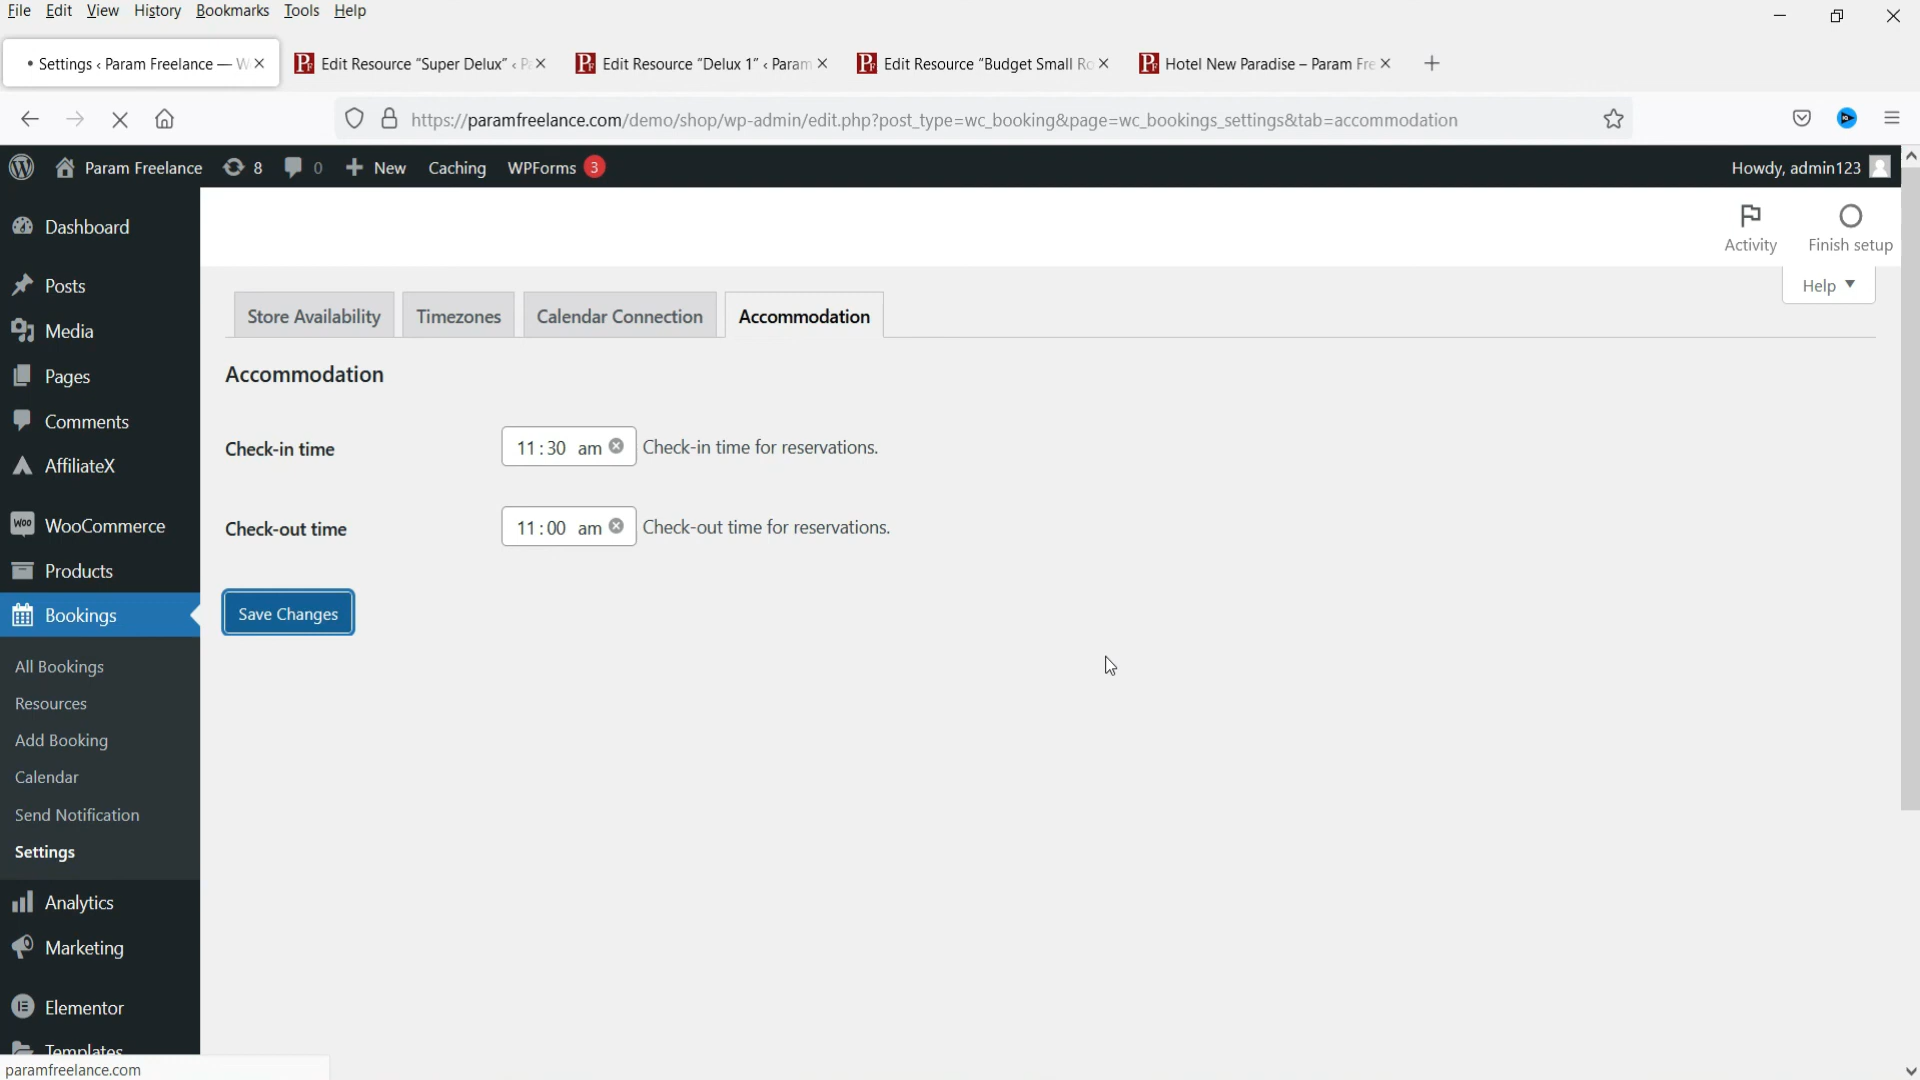 File Edit View History Bookmarks Tools Help
Settings ‹ Param Freelance — W
Edit Resource "Super Delux" ‹ P
Edit Resource "Delux 1" ‹ Param
Edit Resource "Budget Small Ro
Hotel New Paradise – Param Fre
https://paramfreelance.com/demo/shop/wp-admin/edit.php?post_type=wc_booking&page=wc_bookings_settings&tab=accommodation
Param Freelance 8 0 New Caching WPForms 3 Howdy, admin123
Dashboard
Posts
Media
Pages
Comments
AffiliateX
Woo WooCommerce
Products
Bookings
All Bookings
Resources
Add Booking
Calendar
Send Notification
Settings
Analytics
Marketing
Elementor
Templates
Activity Finish setup
Help
Store Availability Timezones Calendar Connection Accommodation
Accommodation
Check-in time 11:30 am Check-in time for reservations.
Check-out time 11:00 am Check-out time for reservations.
Save Changes
paramfreelance.com